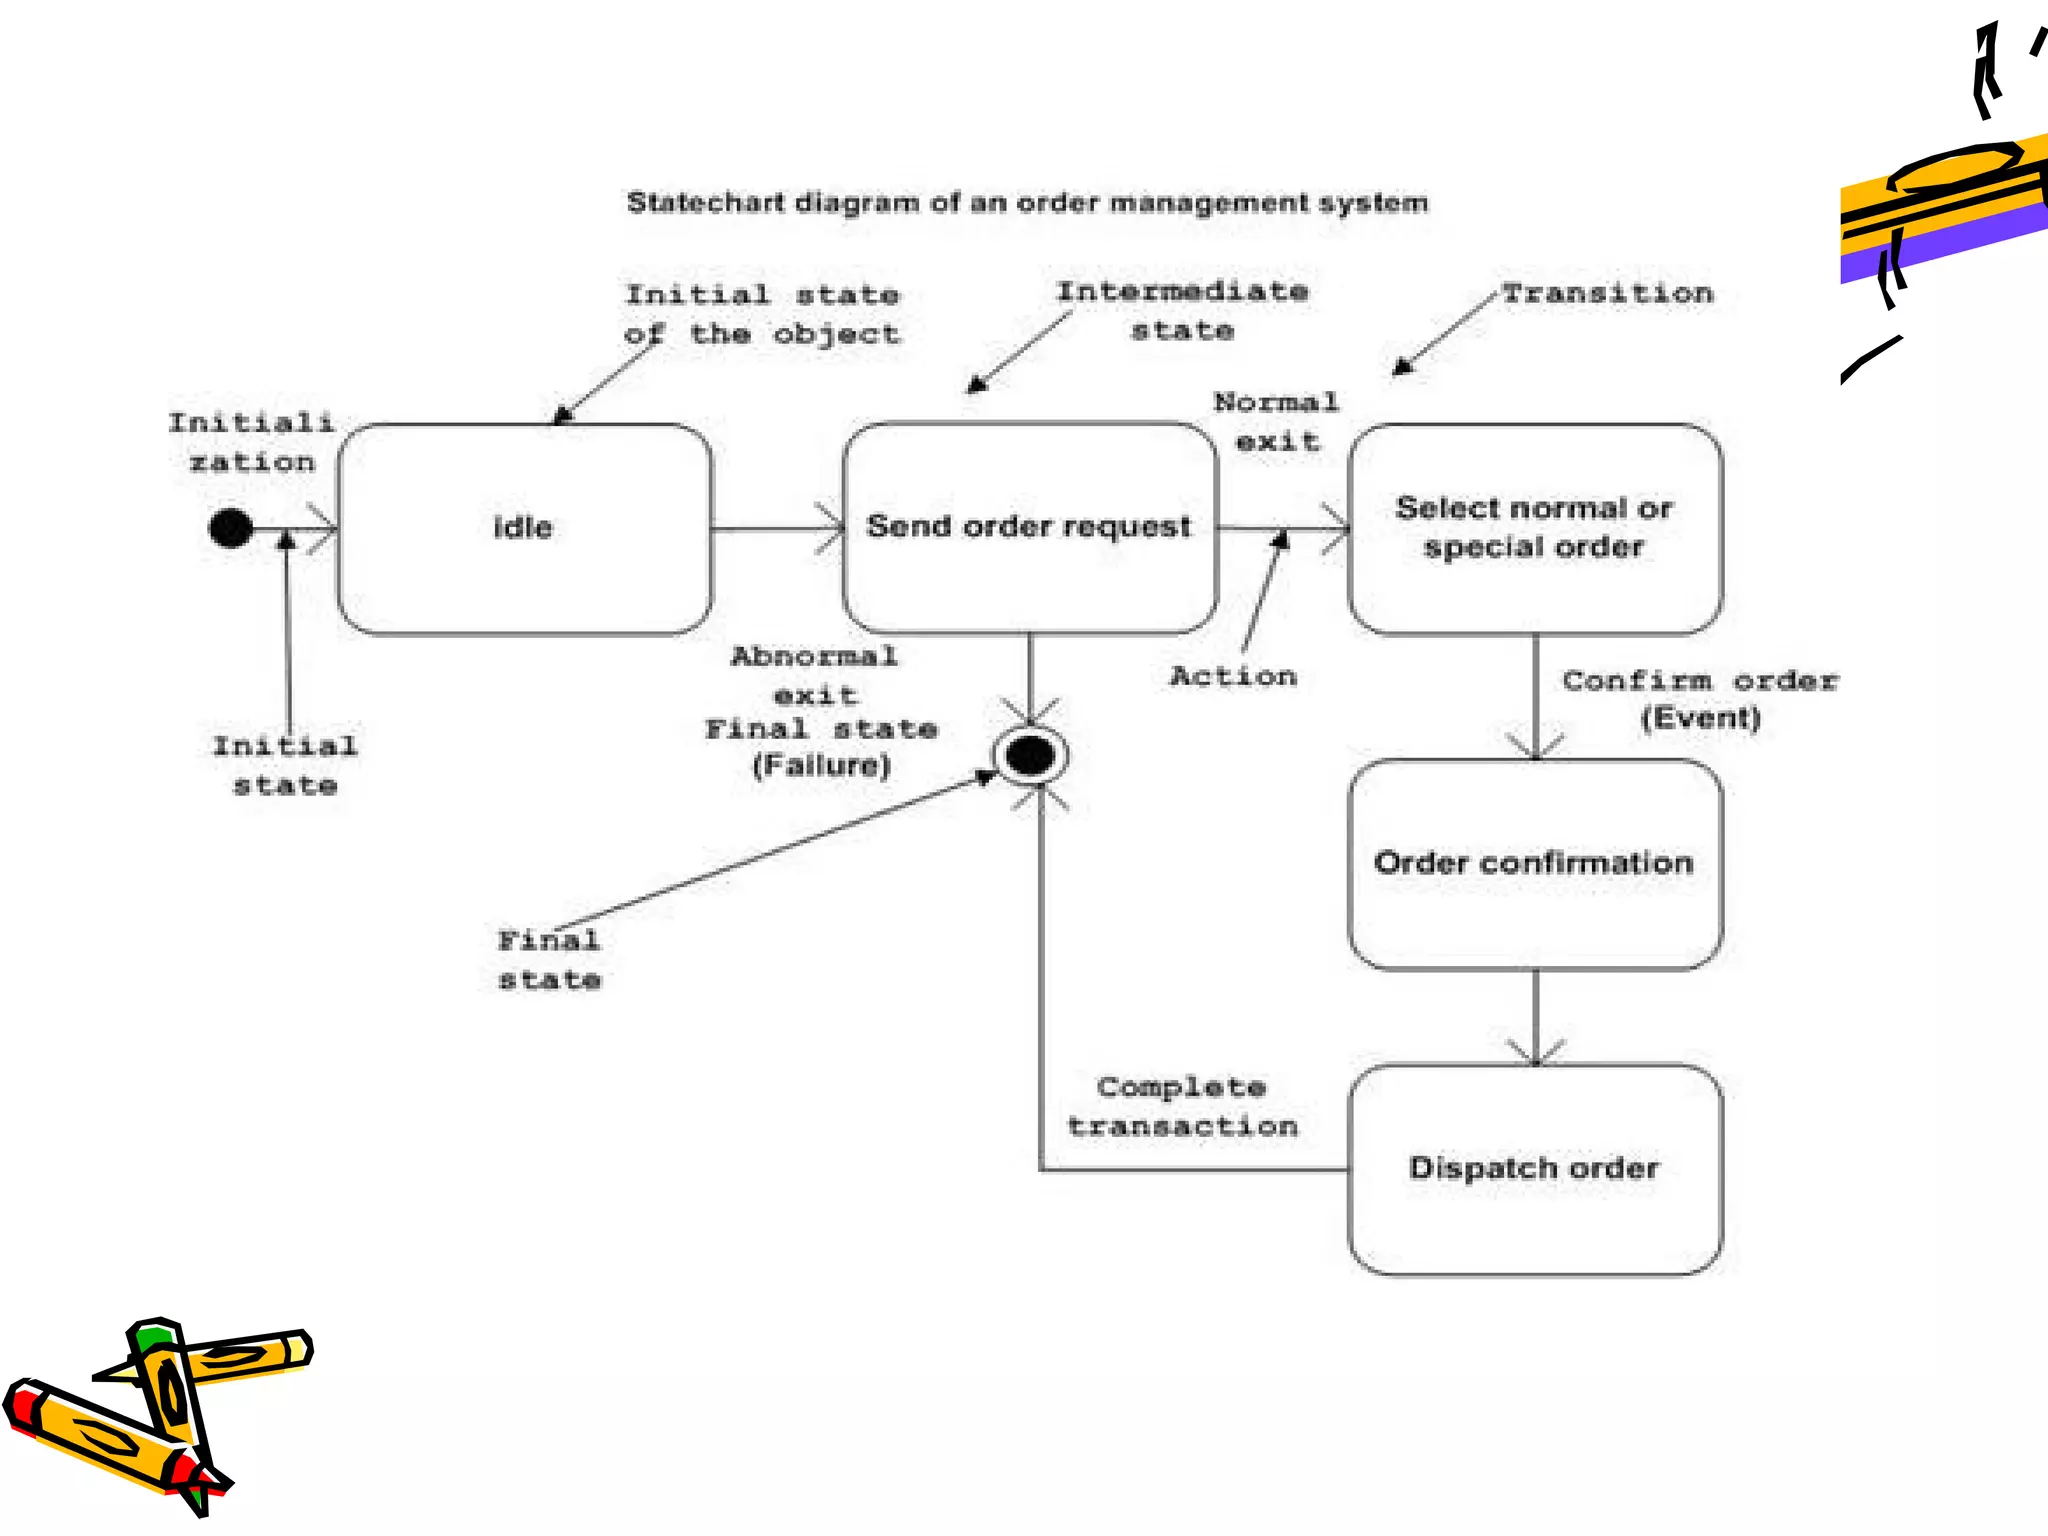 Statechart diagram of an order management system
Initial state
of the object
Intermediate
state
Transition
Initiali
zation
Normal
exit
idle
Send order request
Select normal or
special order
Abnormal
exit
Final state
(Failure)
Action
Confirm order
(Event)
Initial
state
Order confirmation
Final
state
Complete
transaction
Dispatch order